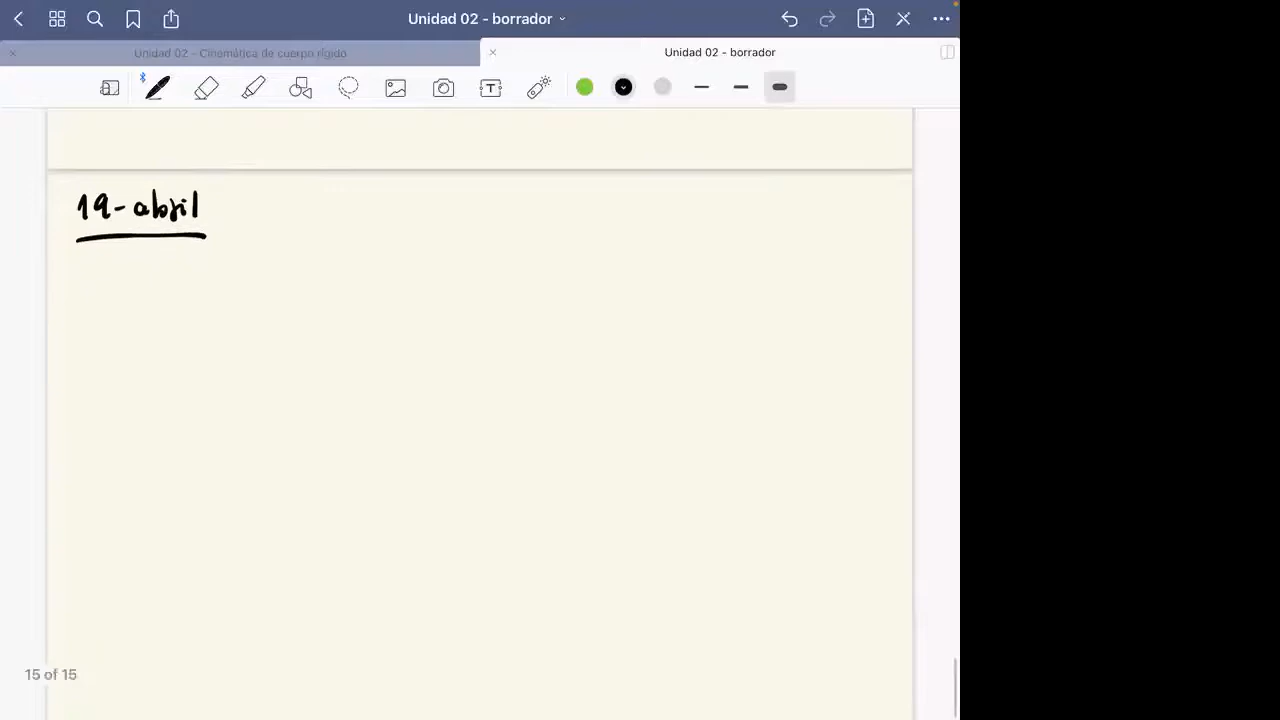 Unidad 02 - borrador
Unidad 02 - Cinemática de cuerpo rígido
Unidad 02 - borrador
19-abril
15 of 15